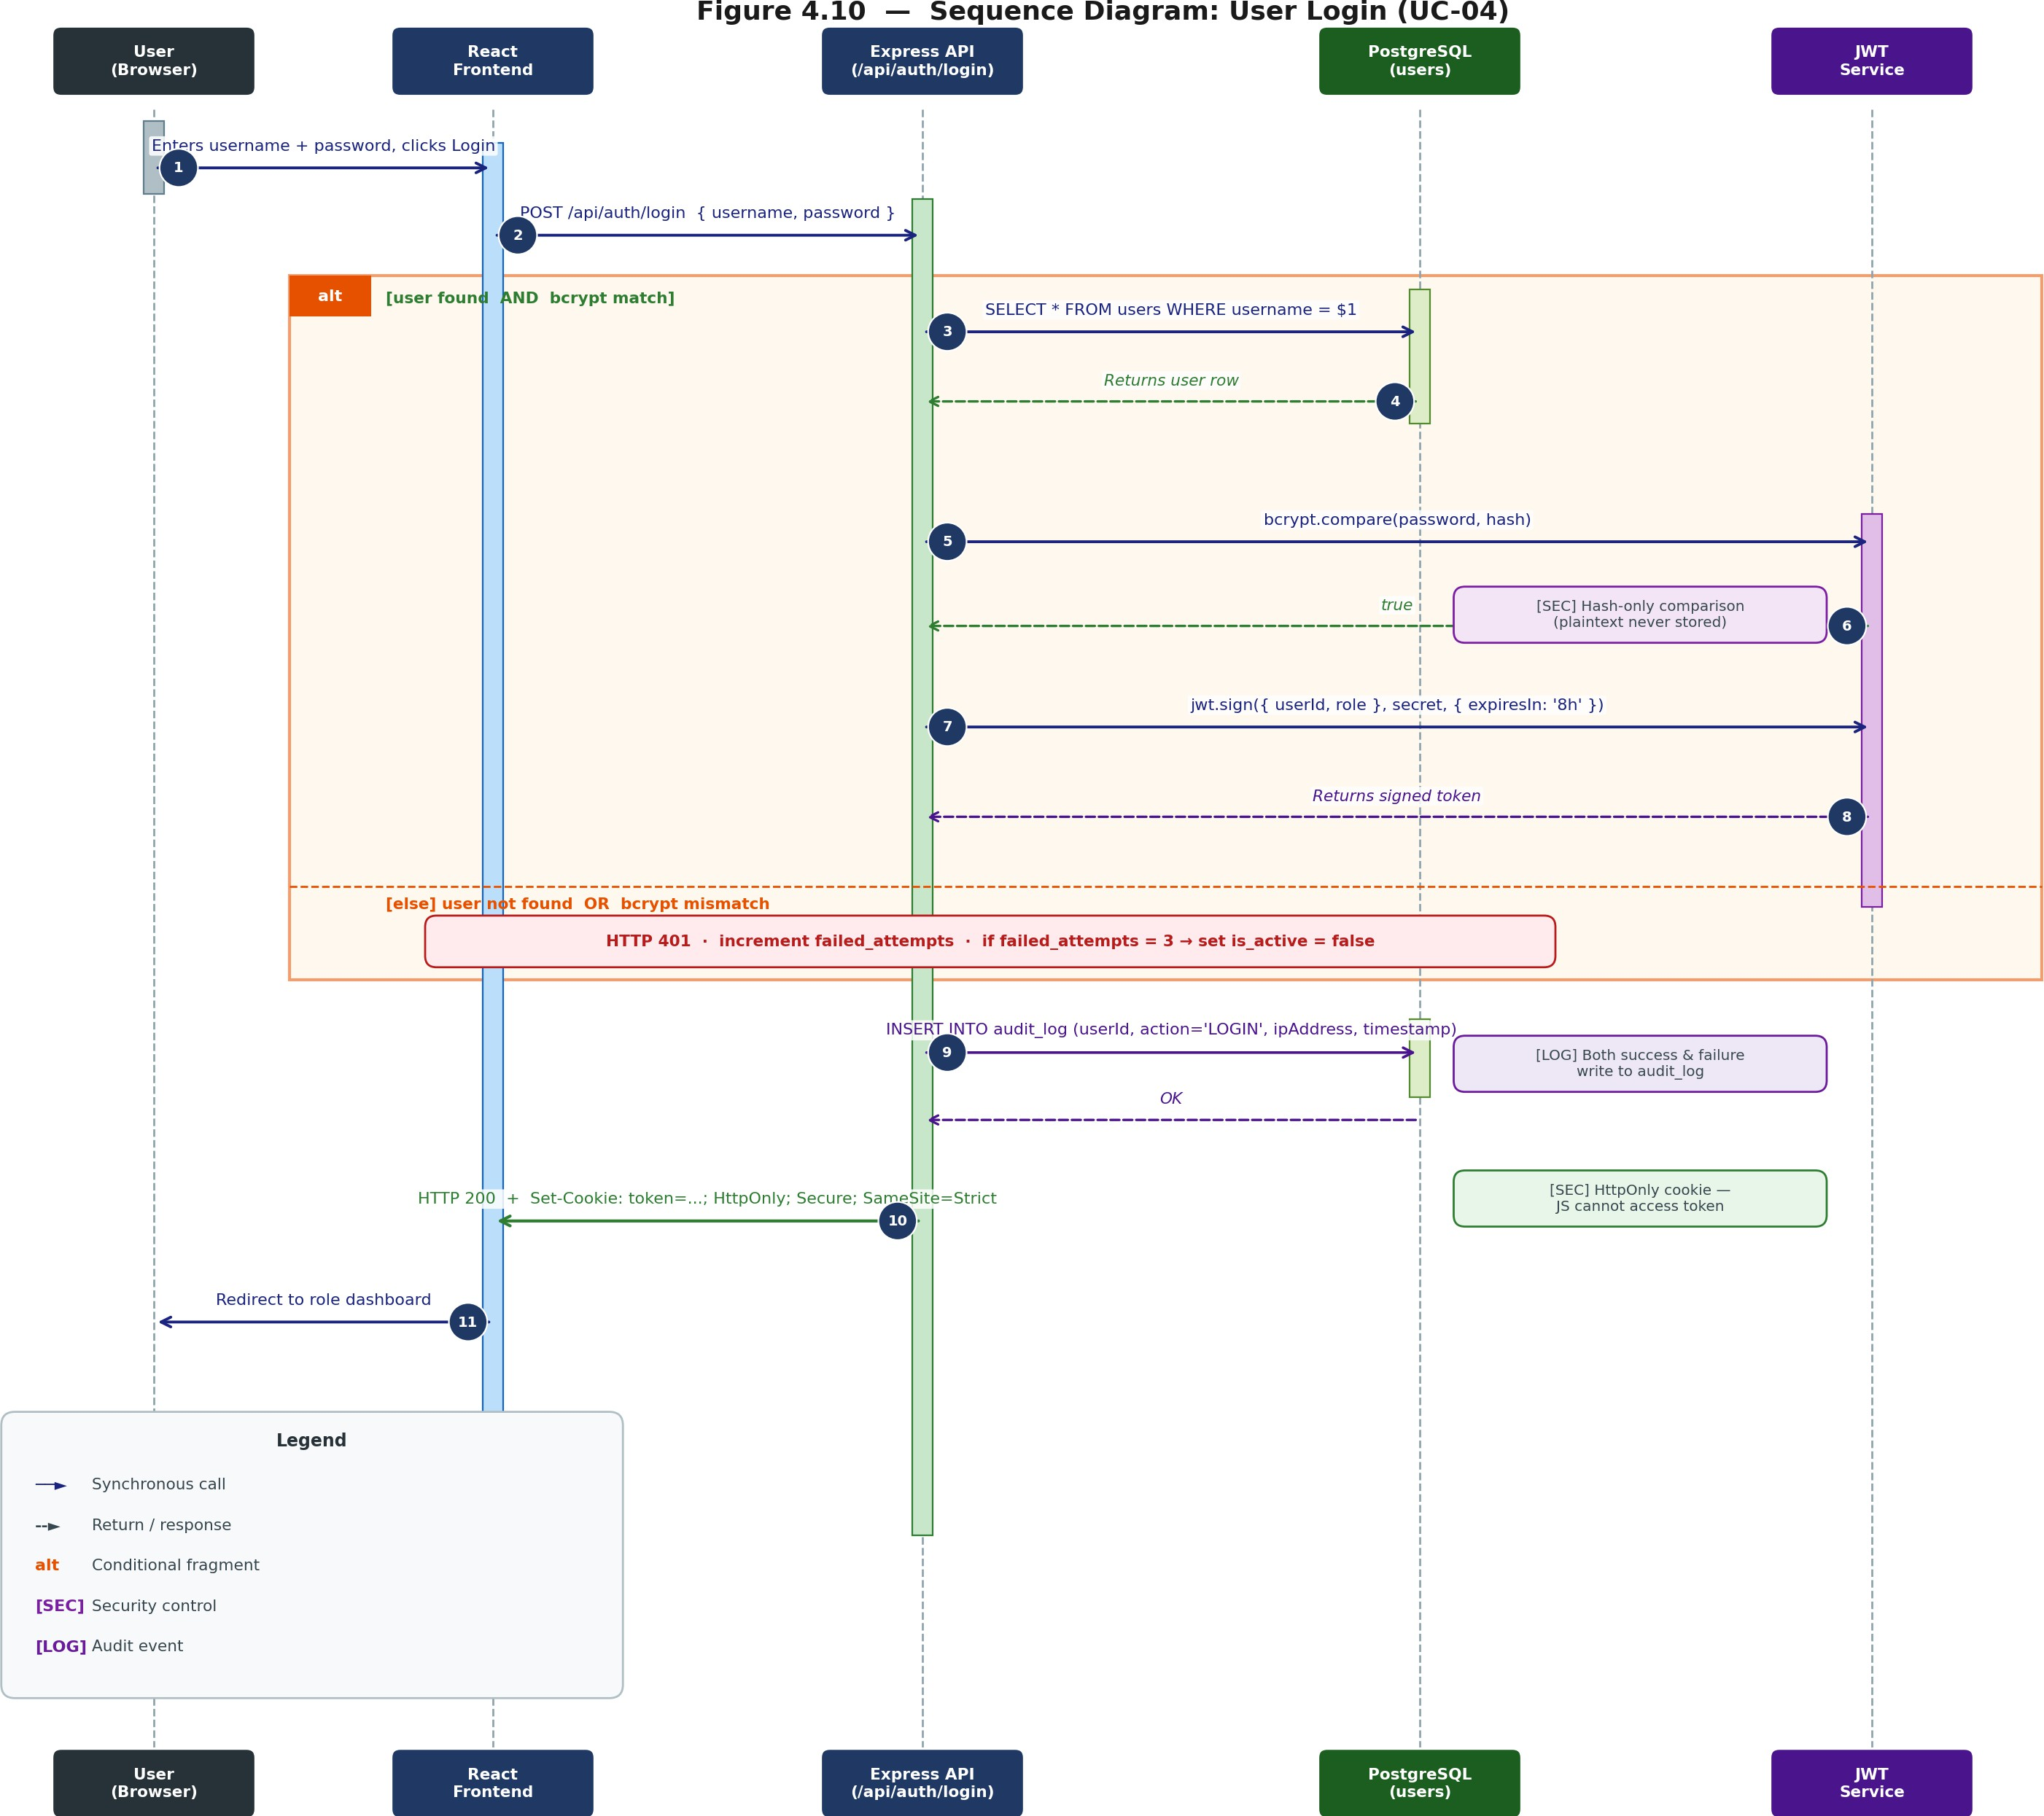 Figure 4.10 — Sequence Diagram: User Login (UC-04)
User
(Browser)
React
Frontend
Express API
(/api/auth/login)
PostgreSQL
(users)
JWT
Service
Enters username + password, clicks Login
1
POST /api/auth/login { username, password }
2
alt
[user found AND bcrypt match]
SELECT * FROM users WHERE username = $1
3
Returns user row
4
bcrypt.compare(password, hash)
5
true
[SEC] Hash-only comparison
(plaintext never stored)
6
jwt.sign({ userId, role }, secret, { expiresIn: '8h' })
7
Returns signed token
8
[else] user not found OR bcrypt mismatch
HTTP 401 · increment failed_attempts · if failed_attempts = 3 → set is_active = false
INSERT INTO audit_log (userId, action='LOGIN', ipAddress, timestamp)
9
[LOG] Both success & failure
write to audit_log
OK
HTTP 200 + Set-Cookie: token=...; HttpOnly; Secure; SameSite=Strict
10
[SEC] HttpOnly cookie —
JS cannot access token
Redirect to role dashboard
11
Legend
Synchronous call
Return / response
alt Conditional fragment
[SEC] Security control
[LOG] Audit event
User
(Browser)
React
Frontend
Express API
(/api/auth/login)
PostgreSQL
(users)
JWT
Service